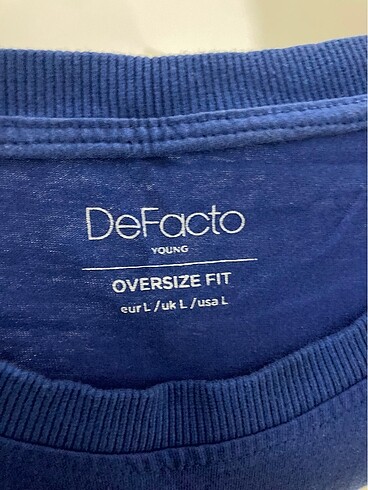 DeFacto
YOUNG
OVERSIZE FIT
eur L / uk L / usa L